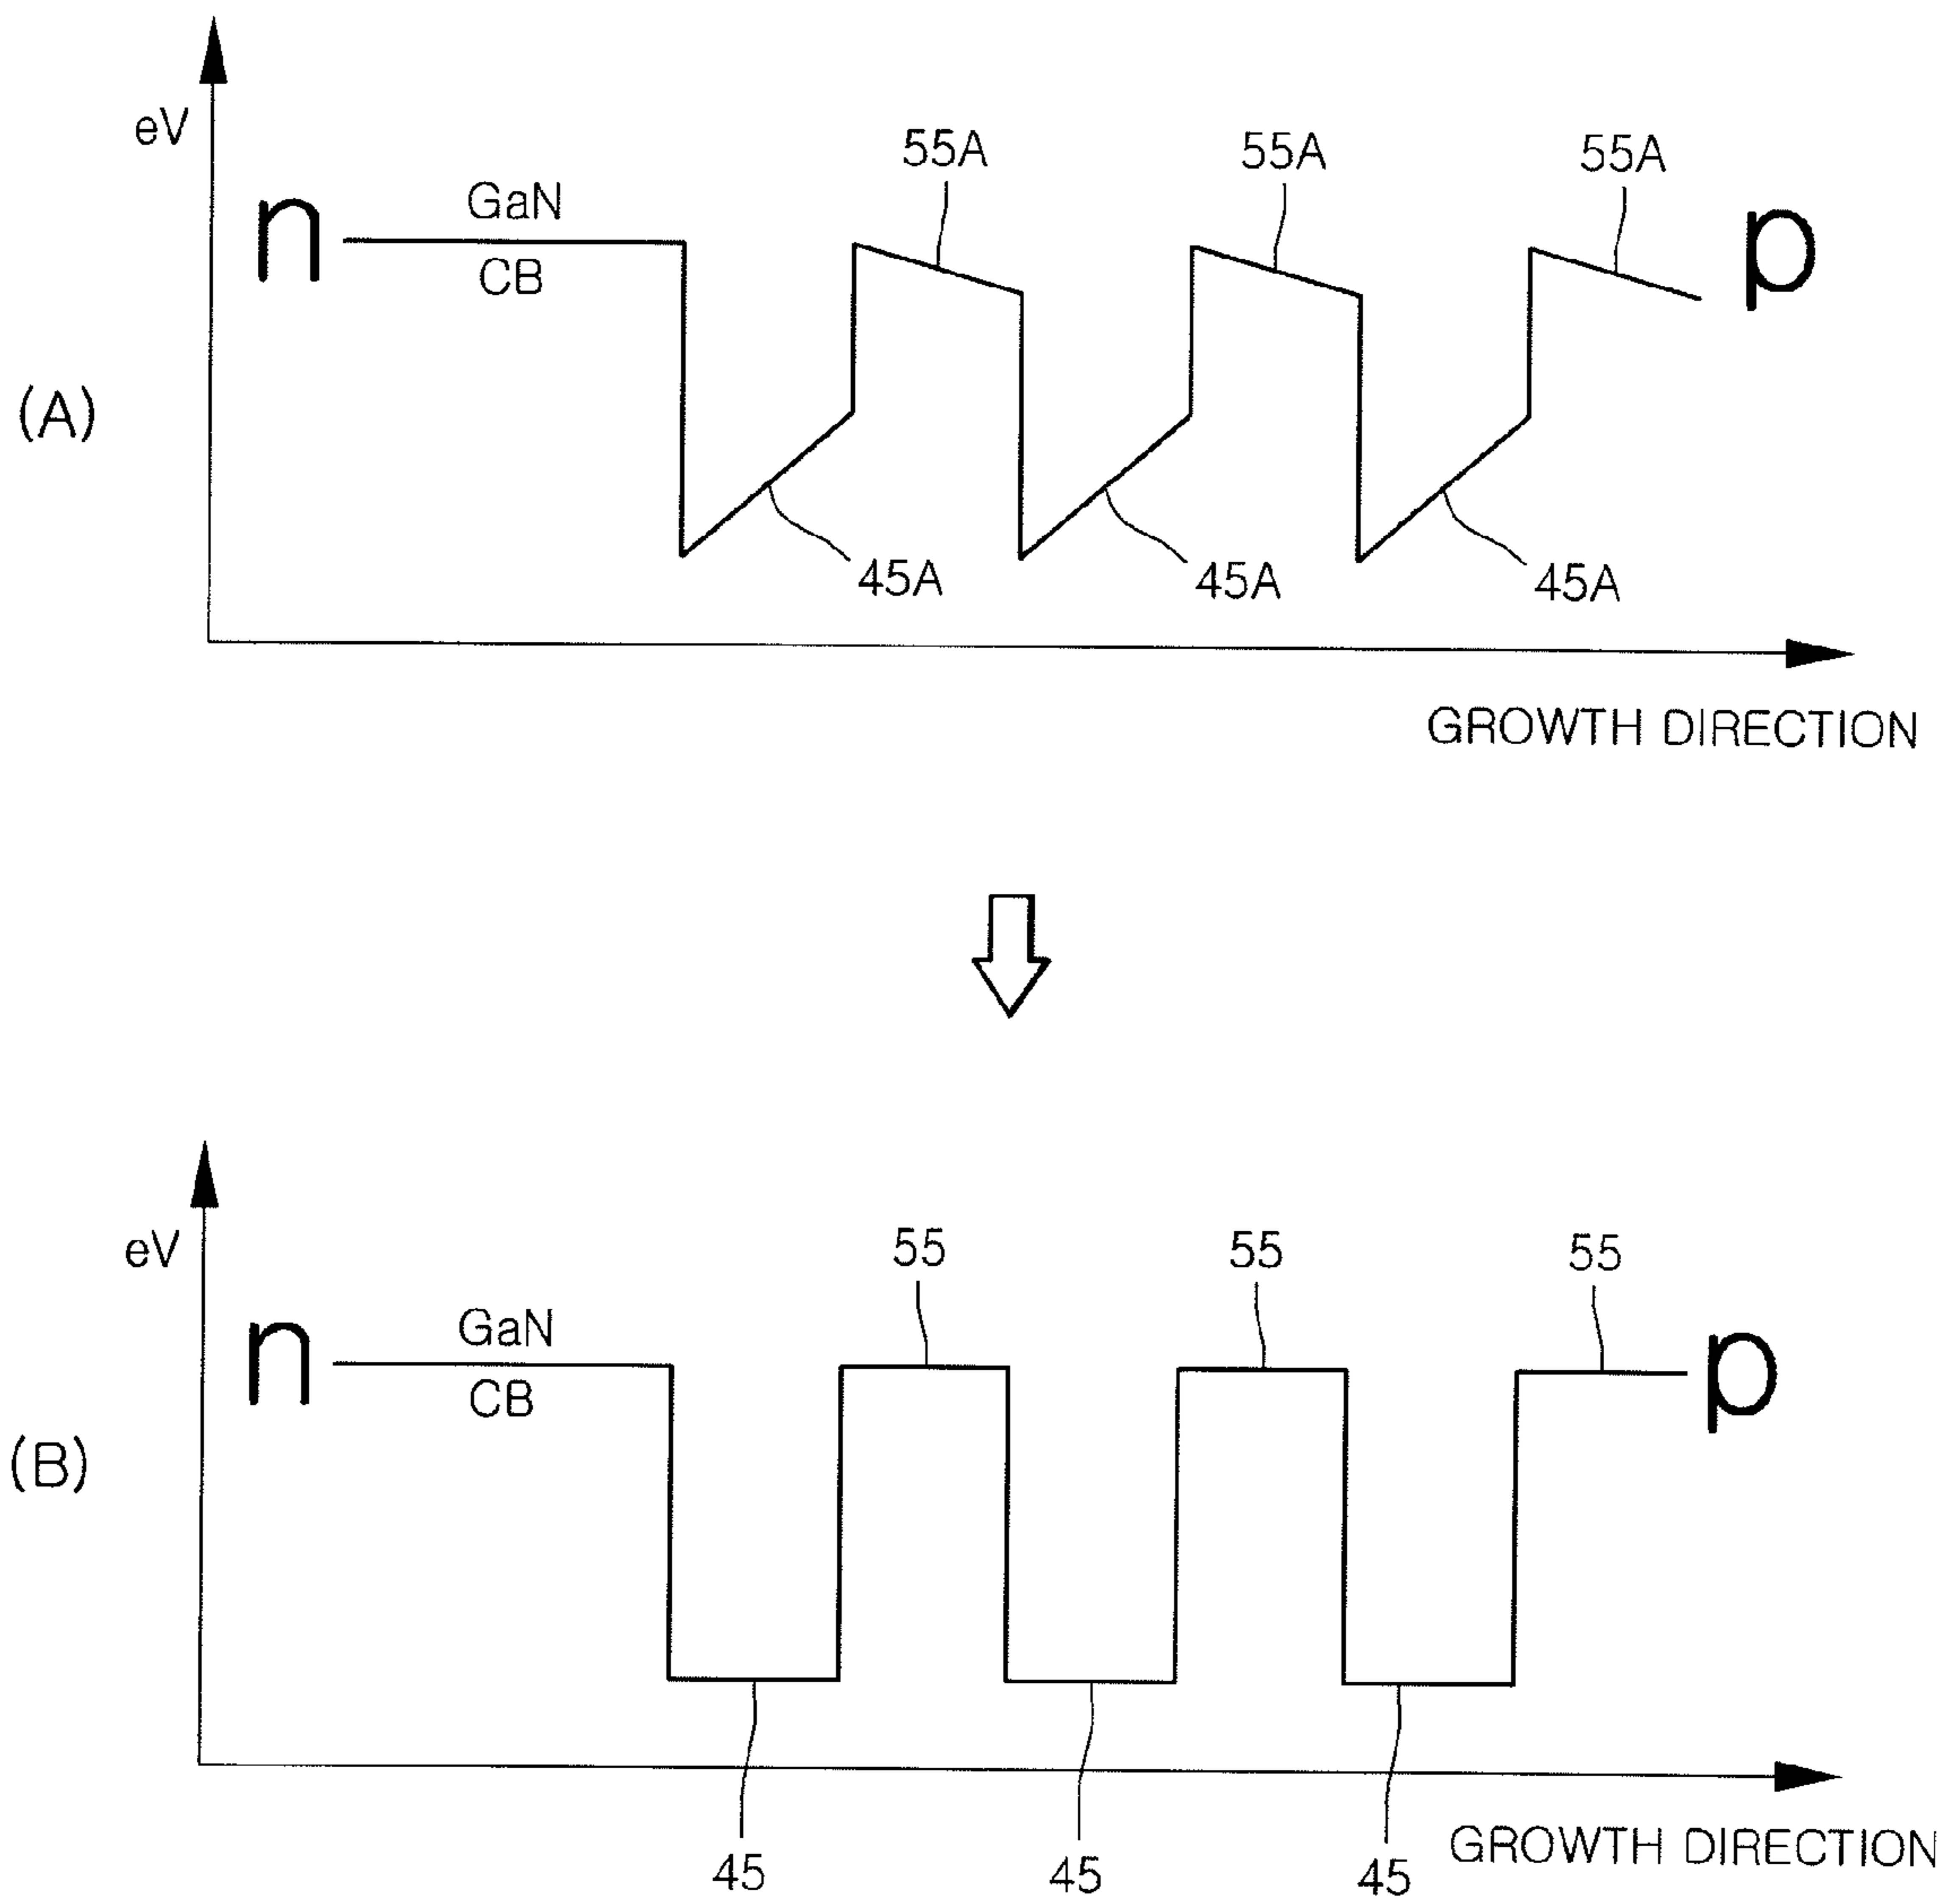 eV
55A 55A 55A
n GaN p
CB
(A)
45A 45A 45A
GROWTH DIRECTION
eV
55 55 55
n GaN p
CB
(B)
GROWTH DIRECTION
45 45 45